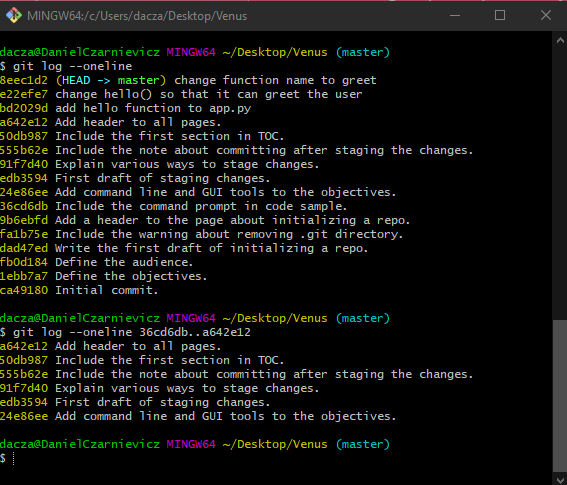 MINGW64:/c/Users/dacza/Desktop/Venus
dacza@DanielCzarnievicz MINGW64 ~/Desktop/Venus (master)
$ git log --oneline
8eec1d2 (HEAD -> master) change function name to greet
e22efe7 change hello() so that it can greet the user
bd2029d add hello function to app.py
a642e12 Add header to all pages.
50db987 Include the first section in TOC.
555b62e Include the note about committing after staging the changes.
91f7d40 Explain various ways to stage changes.
edb3594 First draft of staging changes.
24e86ee Add command line and GUI tools to the objectives.
36cd6db Include the command prompt in code sample.
9b6ebfd Add a header to the page about initializing a repo.
fa1b75e Include the warning about removing .git directory.
dad47ed Write the first draft of initializing a repo.
fb0d184 Define the audience.
1ebb7a7 Define the objectives.
ca49180 Initial commit.
dacza@DanielCzarnievicz MINGW64 ~/Desktop/Venus (master)
$ git log --oneline 36cd6db..a642e12
a642e12 Add header to all pages.
50db987 Include the first section in TOC.
555b62e Include the note about committing after staging the changes.
91f7d40 Explain various ways to stage changes.
edb3594 First draft of staging changes.
24e86ee Add command line and GUI tools to the objectives.
dacza@DanielCzarnievicz MINGW64 ~/Desktop/Venus (master)
$